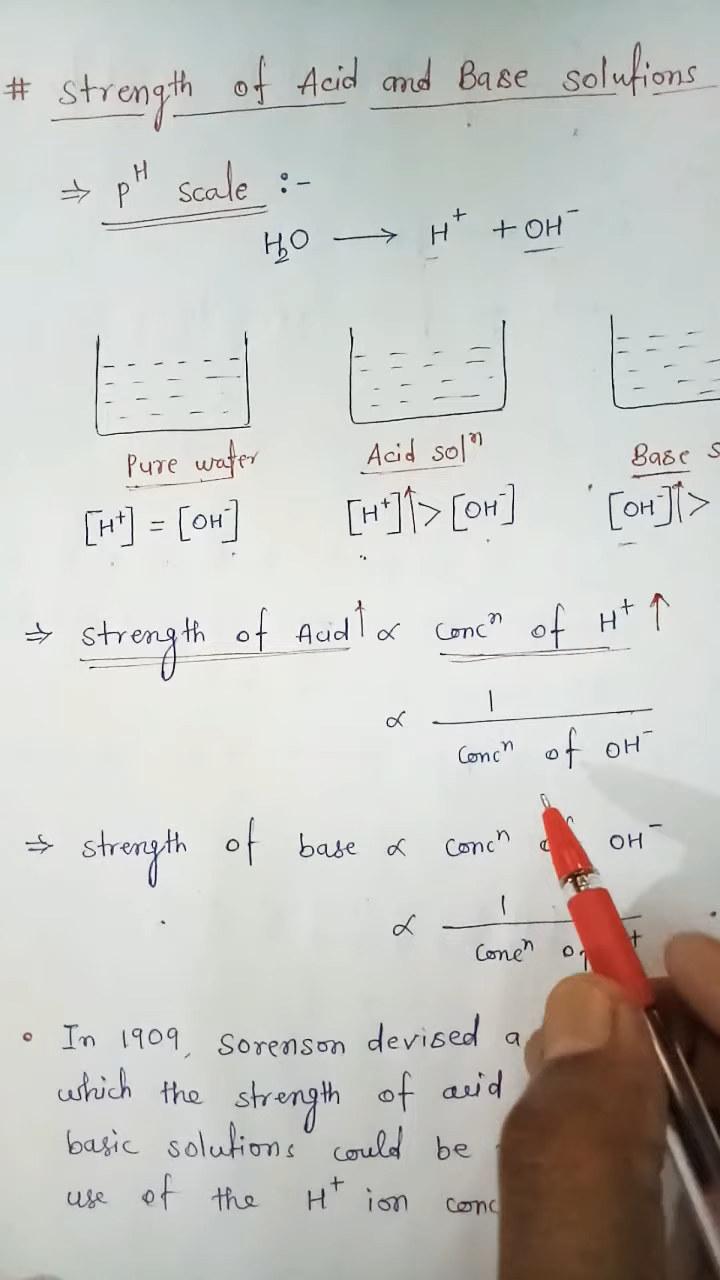 # Strength of Acid and Base solutions
⇒ pᴴ scale :-
H₂O ⟶ H⁺ + OH⁻
Pure water Acid solⁿ Base
[H⁺] = [OH⁻] [H⁺]↑ > [OH⁻] [OH⁻]↑ >
⇒ Strength of Acid↑ ∝ concⁿ of H⁺ ↑
∝ 1
concⁿ of OH⁻
⇒ Strength of base ∝ concⁿ OH⁻
∝ 1
concⁿ
• In 1909, Sorenson devised a
which the strength of acid
basic solutions could be
use of the H⁺ ion